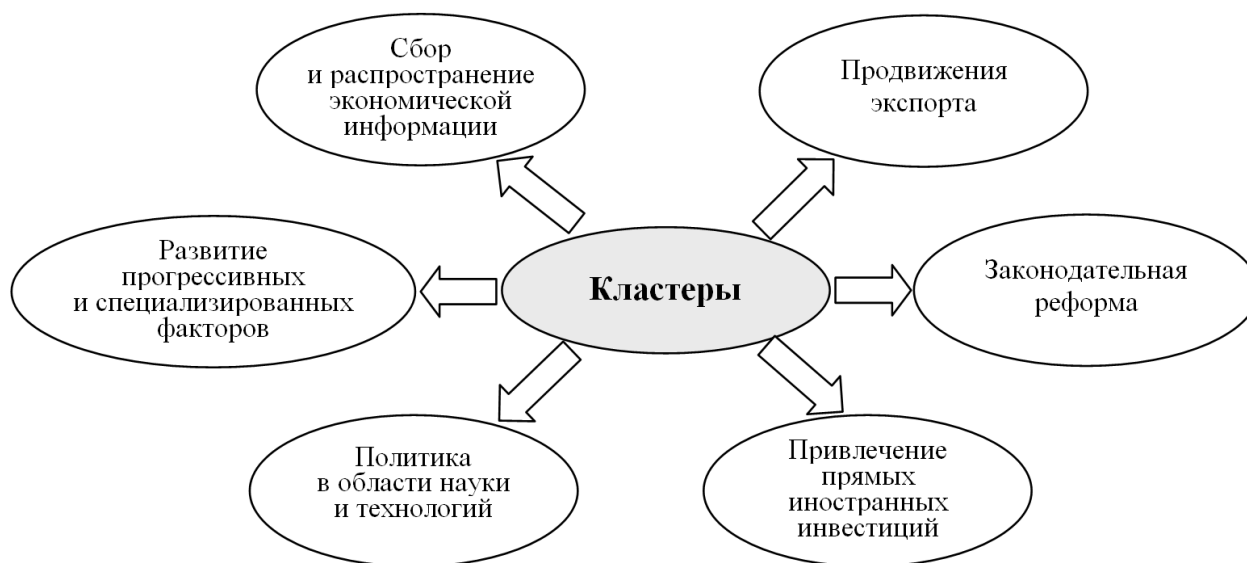 Сбор
и распространение
экономической
информации
Продвижения
экспорта
Развитие
прогрессивных
и специализированных
факторов
Кластеры
Законодательная
реформа
Политика
в области науки
и технологий
Привлечение
прямых
иностранных
инвестиций